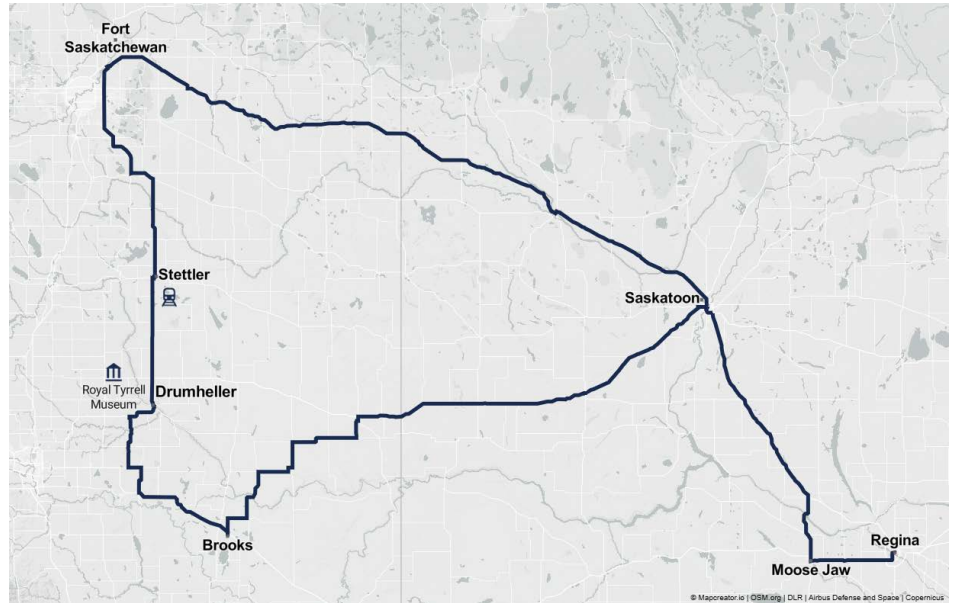 Fort
Saskatchewan
Stettler
Saskatoon
Royal Tyrrell
Museum
Drumheller
Brooks
Regina
Moose Jaw
© Mapcreator.io | OSM.org | DLR | Airbus Defense and Space | Copernicus